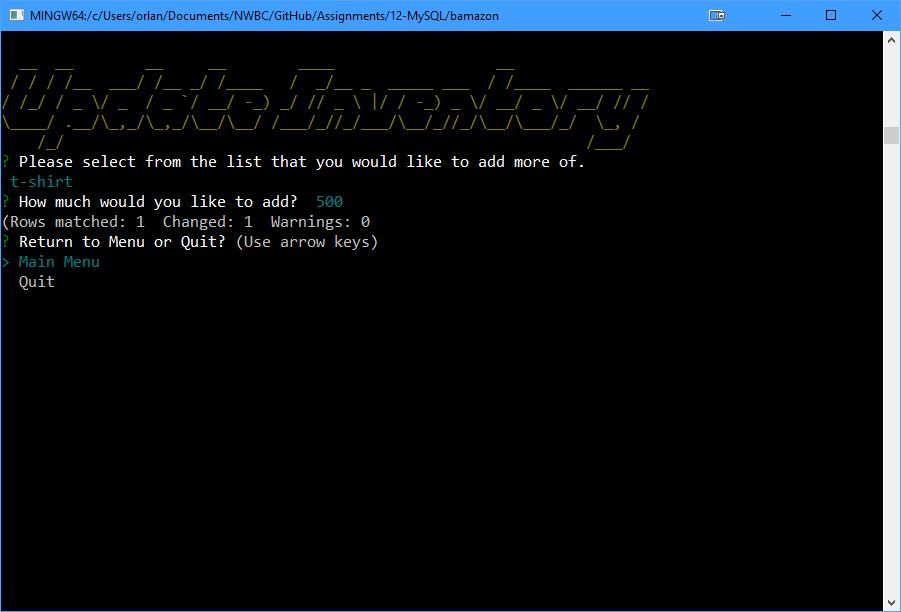 MINGW64:/c/Users/orlan/Documents/NWBC/GitHub/Assignments/12-MySQL/bamazon
Update Inventory
? Please select from the list that you would like to add more of.
t-shirt
? How much would you like to add?  500
(Rows matched: 1  Changed: 1  Warnings: 0
? Return to Menu or Quit? (Use arrow keys)
> Main Menu
Quit